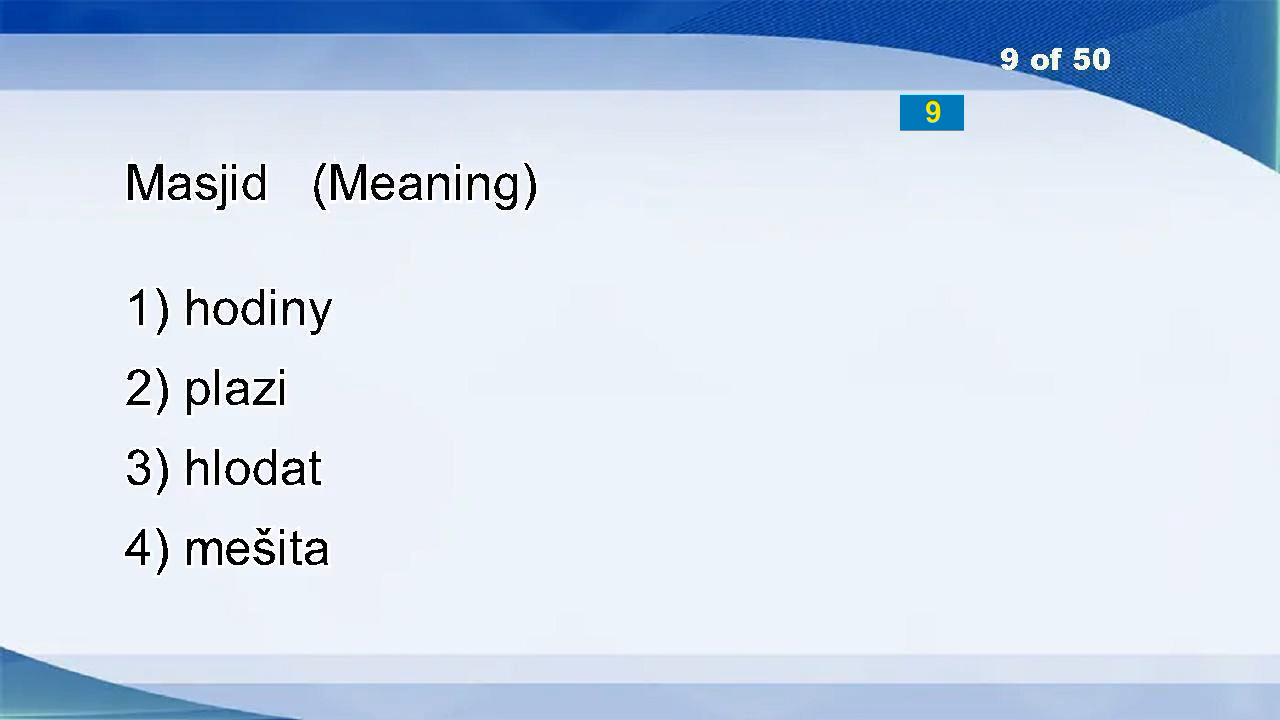 9 of 50
9
Masjid (Meaning)
1) hodiny
2) plazi
3) hlodat
4) mešita